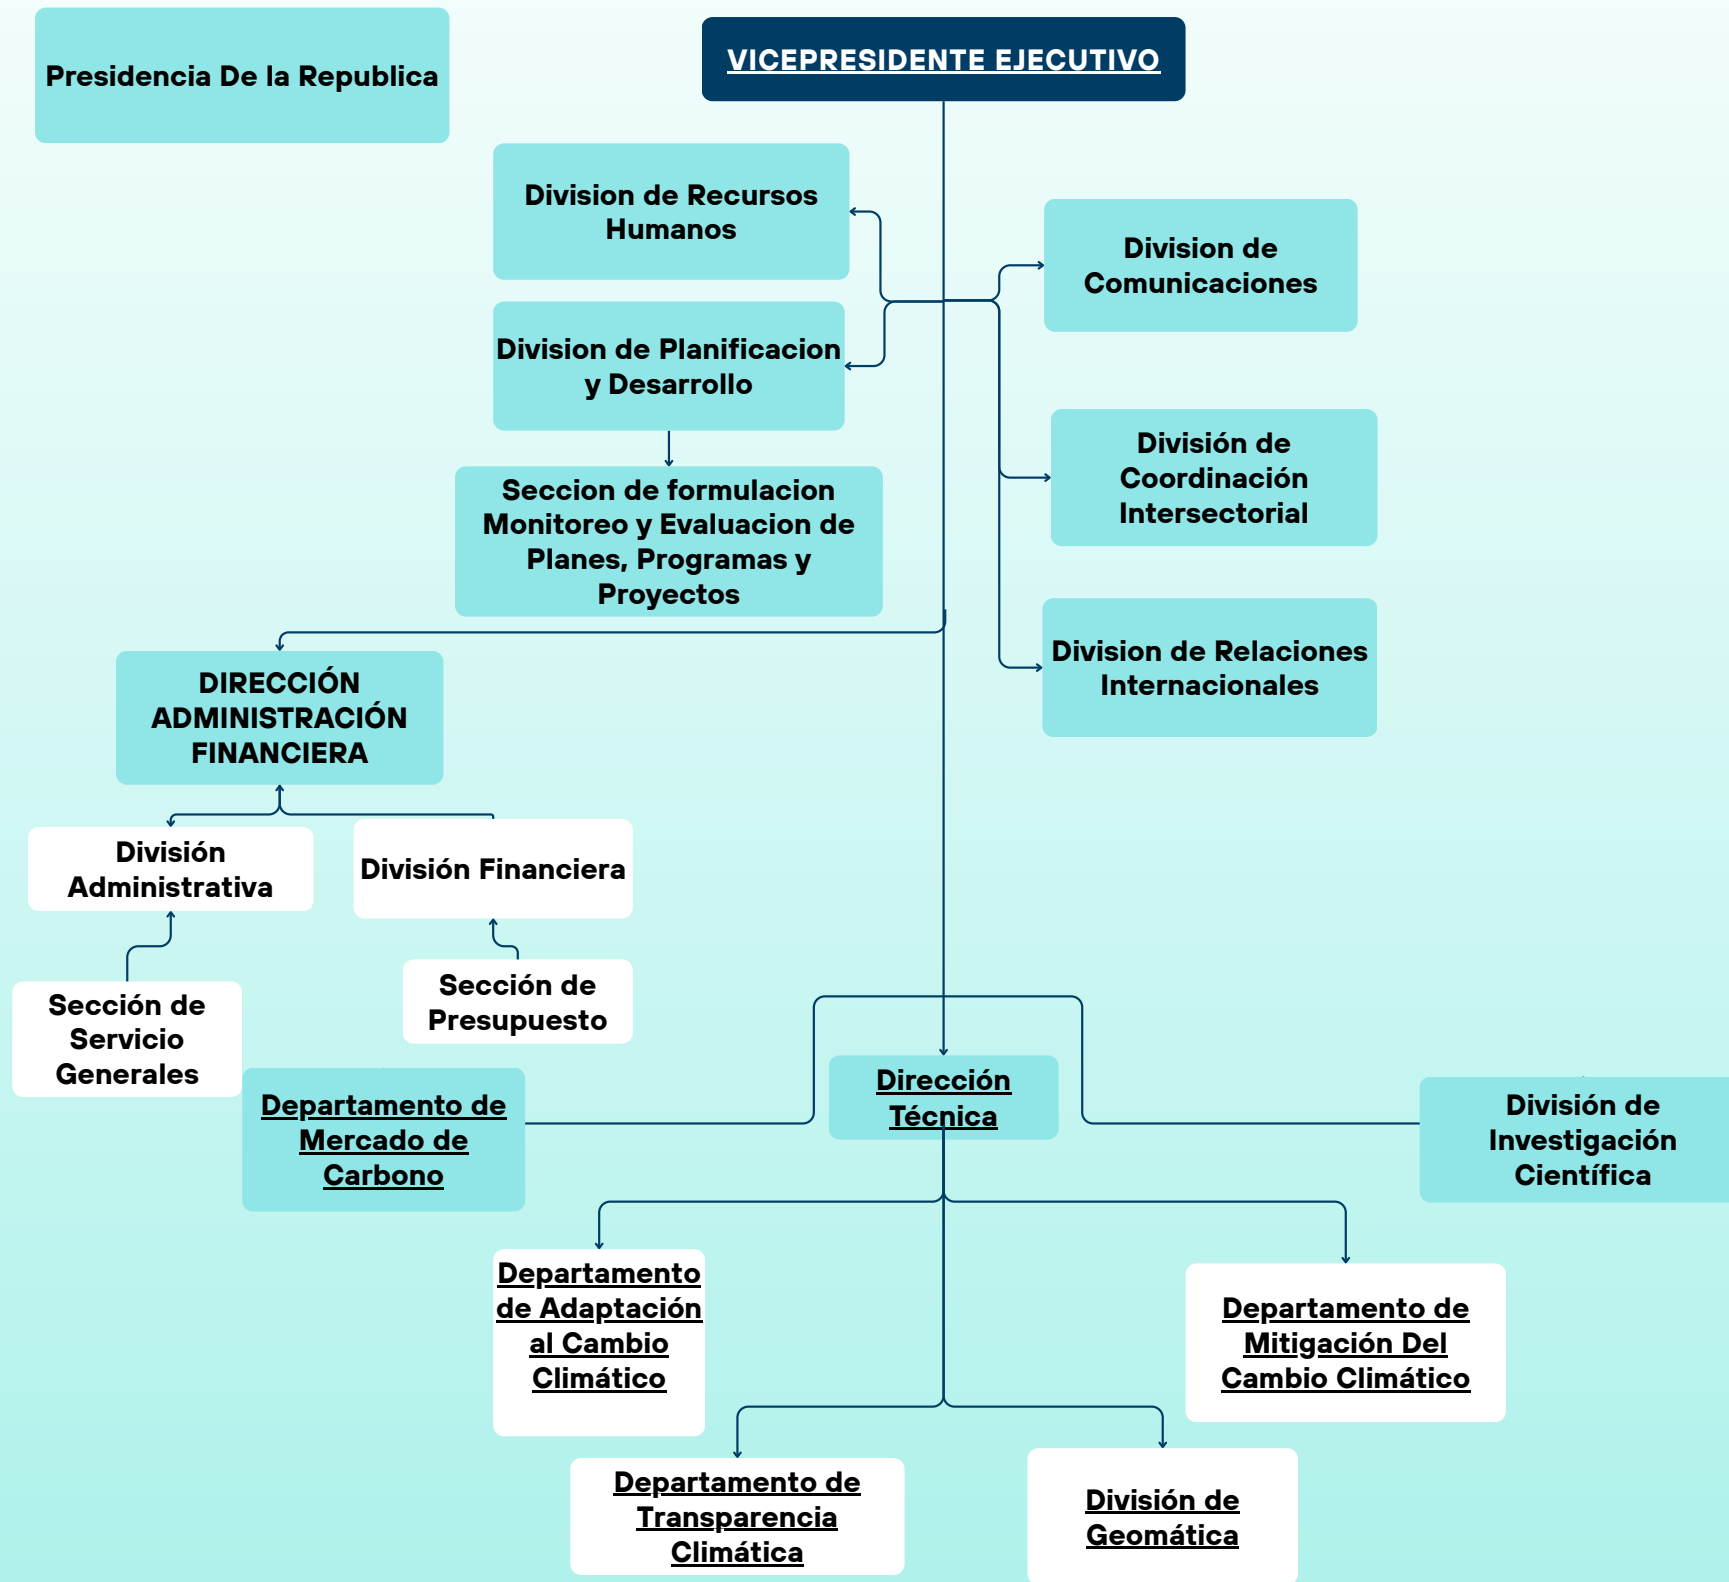 Presidencia De la Republica
VICEPRESIDENTE EJECUTIVO
Division de Recursos
Humanos
Division de
Comunicaciones
Division de Planificacion
y Desarrollo
División de
Coordinación
Intersectorial
Seccion de formulacion
Monitoreo y Evaluacion de
Planes, Programas y
Proyectos
Division de Relaciones
Internacionales
DIRECCIÓN
ADMINISTRACIÓN
FINANCIERA
División
Administrativa
División Financiera
Sección de
Servicio
Generales
Sección de
Presupuesto
Departamento de
Mercado de
Carbono
Dirección
Técnica
División de
Investigación
Científica
Departamento
de Adaptación
al Cambio
Climático
Departamento de
Mitigación Del
Cambio Climático
Departamento de
Transparencia
Climática
División de
Geomática